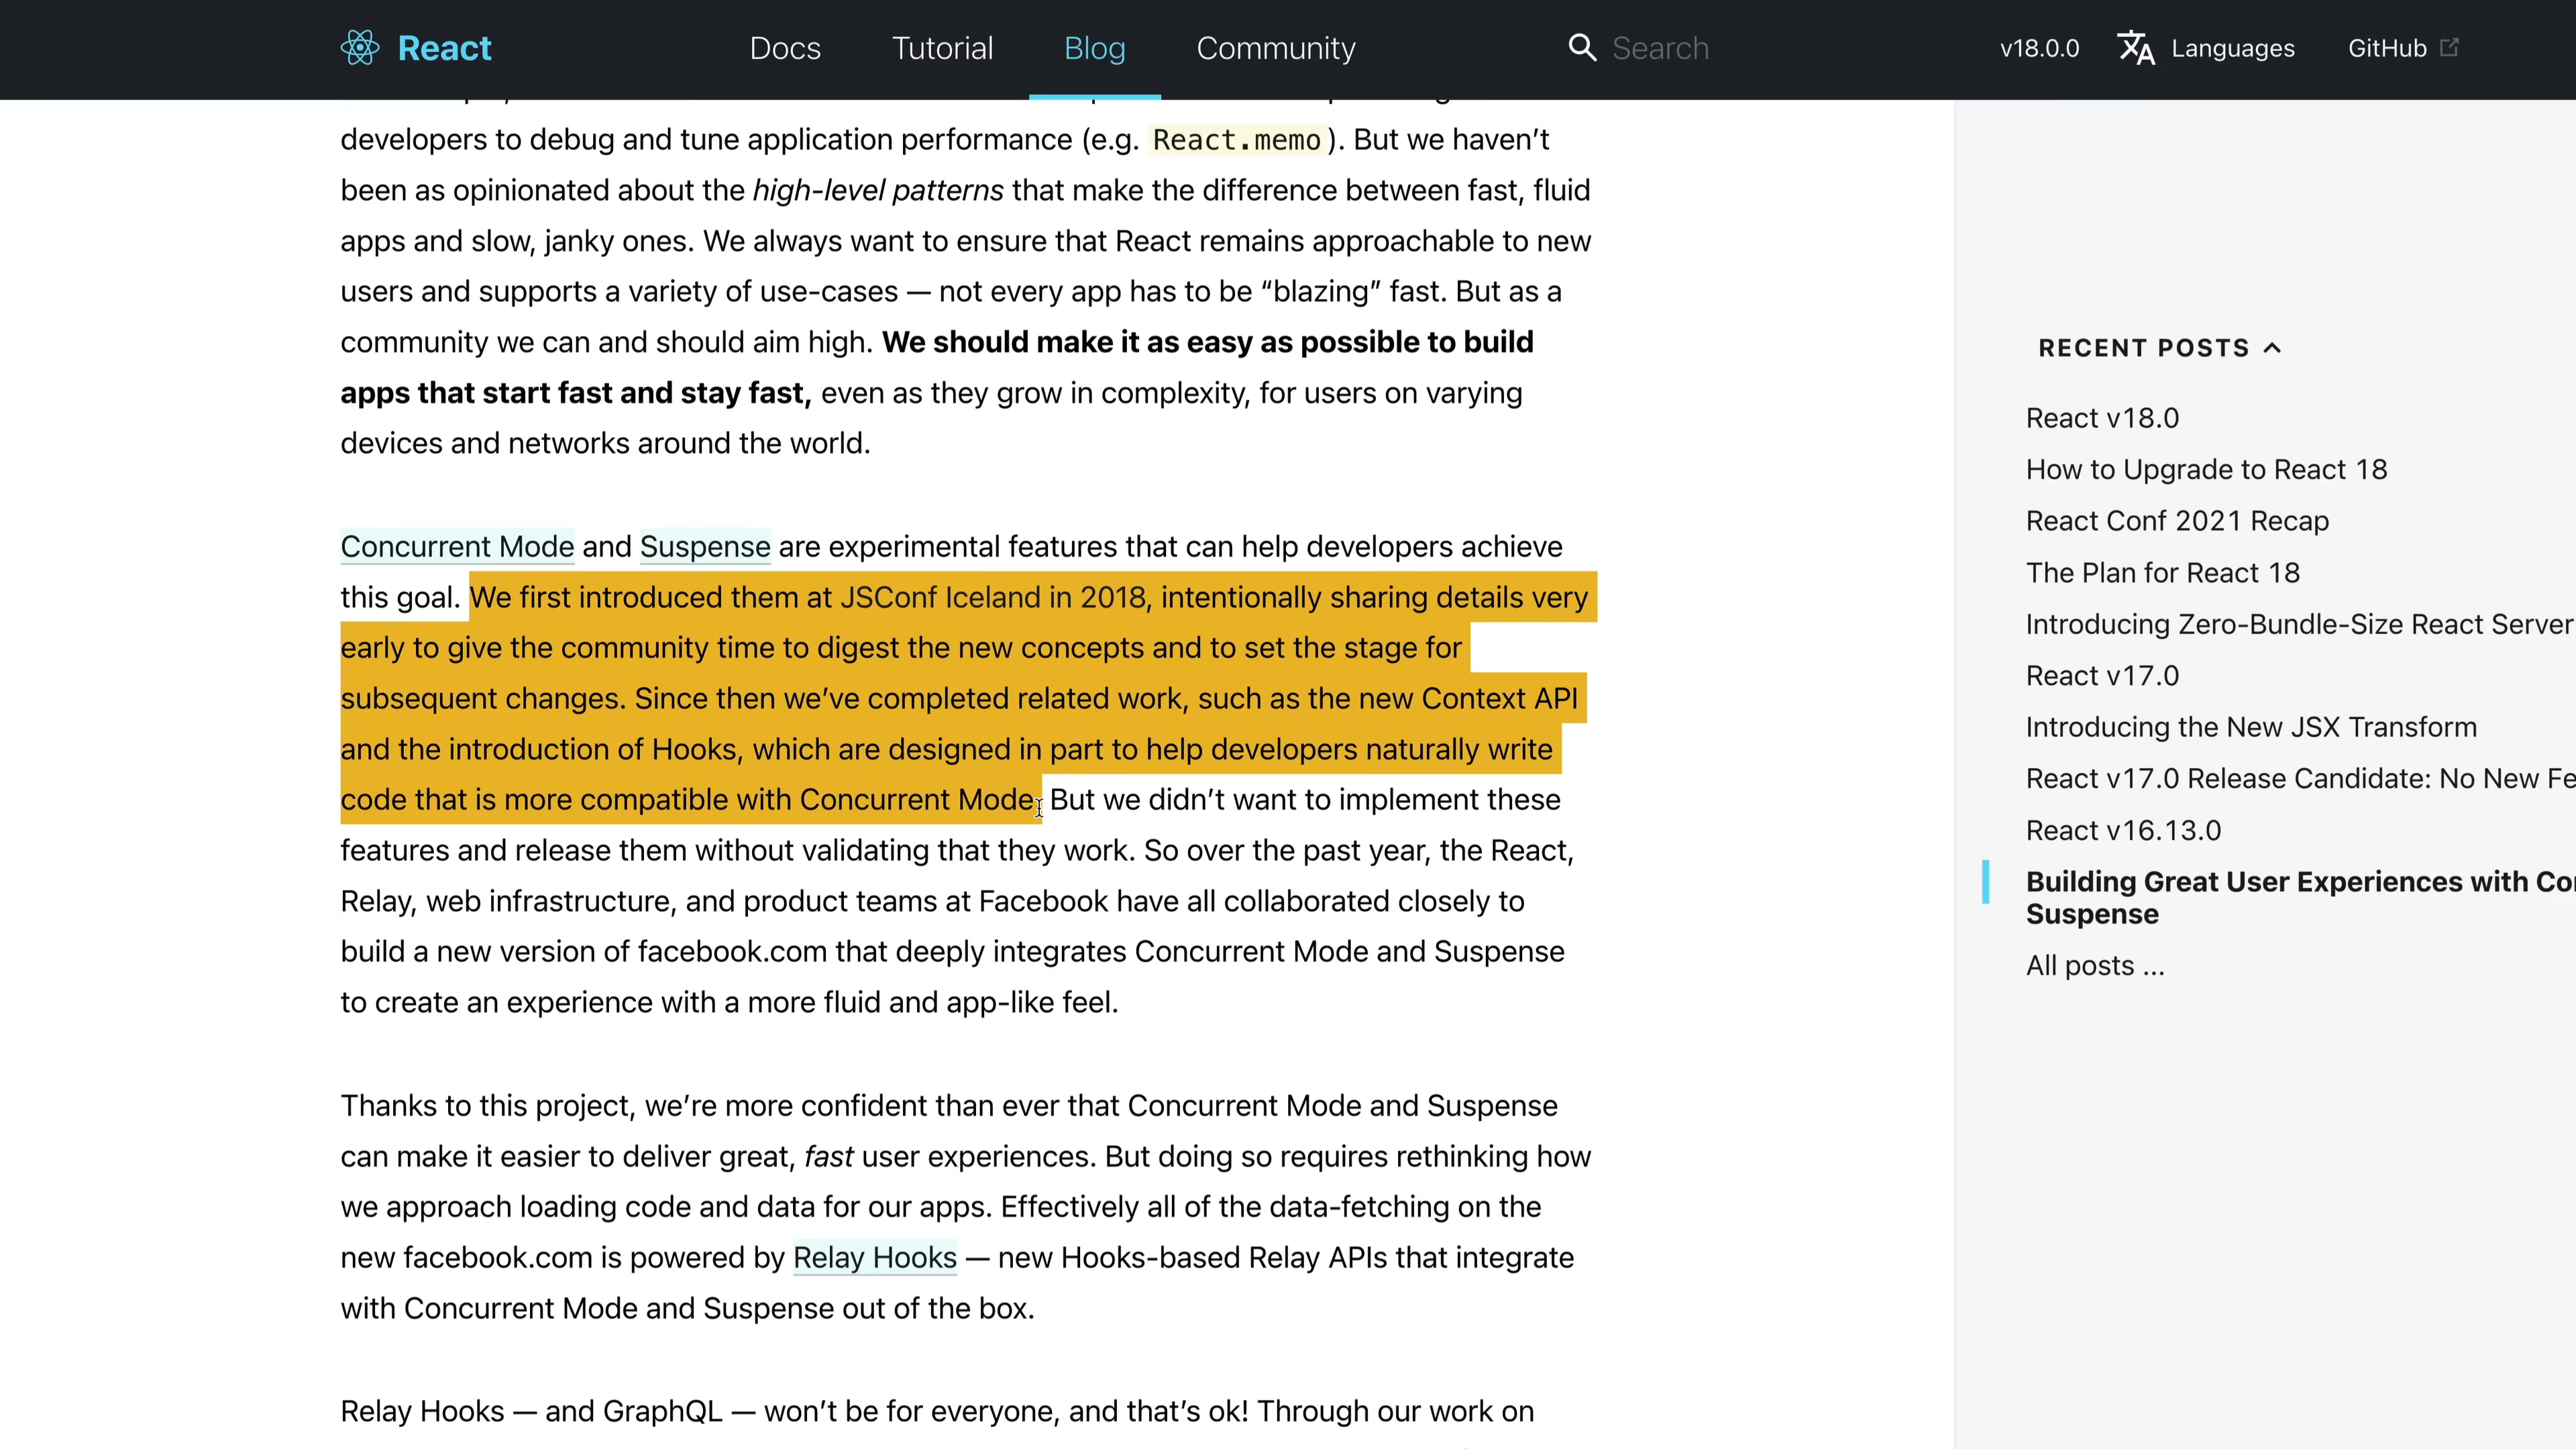 React
Docs
Tutorial
Blog
Community
Search
v18.0.0
Languages
GitHub
developers to debug and tune application performance (e.g. React.memo). But we haven’t
been as opinionated about the high-level patterns that make the difference between fast, fluid
apps and slow, janky ones. We always want to ensure that React remains approachable to new
users and supports a variety of use-cases — not every app has to be “blazing” fast. But as a
community we can and should aim high. We should make it as easy as possible to build
apps that start fast and stay fast, even as they grow in complexity, for users on varying
devices and networks around the world.
Concurrent Mode and Suspense are experimental features that can help developers achieve
this goal. We first introduced them at JSConf Iceland in 2018, intentionally sharing details very
early to give the community time to digest the new concepts and to set the stage for
subsequent changes. Since then we’ve completed related work, such as the new Context API
and the introduction of Hooks, which are designed in part to help developers naturally write
code that is more compatible with Concurrent Mode. But we didn’t want to implement these
features and release them without validating that they work. So over the past year, the React,
Relay, web infrastructure, and product teams at Facebook have all collaborated closely to
build a new version of facebook.com that deeply integrates Concurrent Mode and Suspense
to create an experience with a more fluid and app-like feel.
Thanks to this project, we’re more confident than ever that Concurrent Mode and Suspense
can make it easier to deliver great, fast user experiences. But doing so requires rethinking how
we approach loading code and data for our apps. Effectively all of the data-fetching on the
new facebook.com is powered by Relay Hooks — new Hooks-based Relay APIs that integrate
with Concurrent Mode and Suspense out of the box.
Relay Hooks — and GraphQL — won’t be for everyone, and that’s ok! Through our work on
RECENT POSTS
React v18.0
How to Upgrade to React 18
React Conf 2021 Recap
The Plan for React 18
Introducing Zero-Bundle-Size React Server
React v17.0
Introducing the New JSX Transform
React v17.0 Release Candidate: No New Fe
React v16.13.0
Building Great User Experiences with Co
Suspense
All posts ...